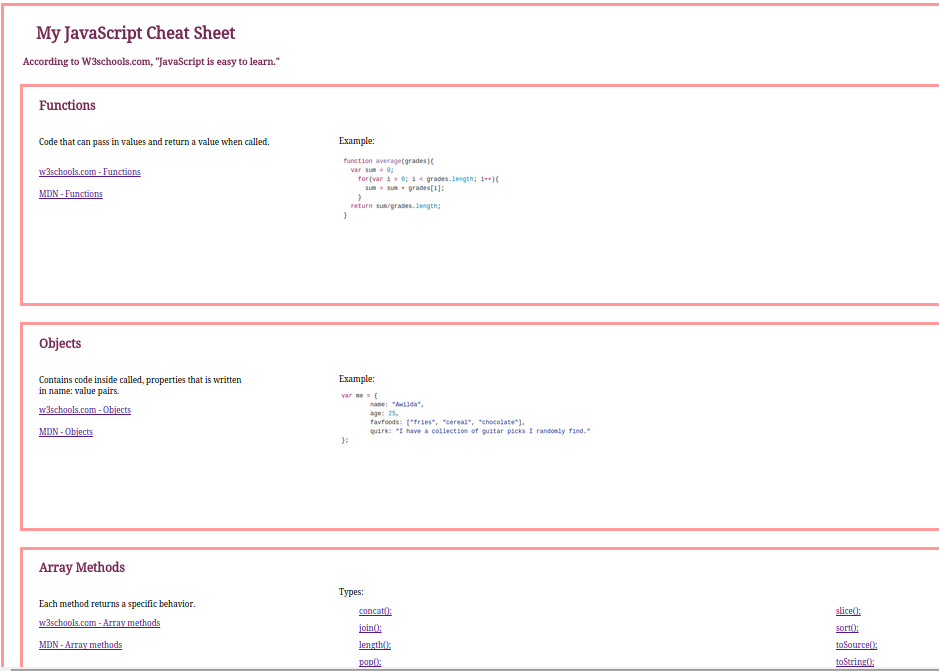 My JavaScript Cheat Sheet
According to W3schools.com, "JavaScript is easy to learn."
Functions
Code that can pass in values and return a value when called.
w3schools.com - Functions
MDN - Functions
Example:
function average(grades){
var sum = 0;
for(var i = 0; i < grades.length; i++){
sum = sum + grades[i];
}
return sum/grades.length;
}
Objects
Contains code inside called, properties that is written
in name: value pairs.
w3schools.com - Objects
MDN - Objects
Example:
var me = {
name: "Awilda",
age: 25,
favfoods: ["fries", "cereal", "chocolate"],
quirk: "I have a collection of guitar picks I randomly find."
};
Array Methods
Each method returns a specific behavior.
w3schools.com - Array methods
MDN - Array methods
Types:
concat();
join();
length();
pop();
slice();
sort();
toSource();
toString();